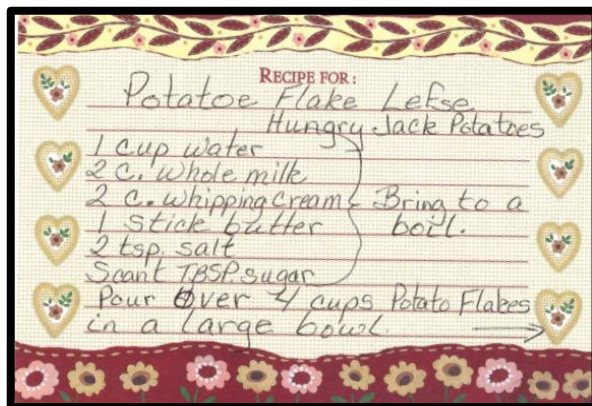 RECIPE FOR:
Potatoe Flake Lefse
Hungry Jack Potatoes
1 cup water
2 c. whole milk
2 c. whipping cream Bring to a
1 stick butter boil.
2 tsp. salt
Scant TBSP. sugar
Pour Over 4 cups Potato Flakes
in a large bowl.